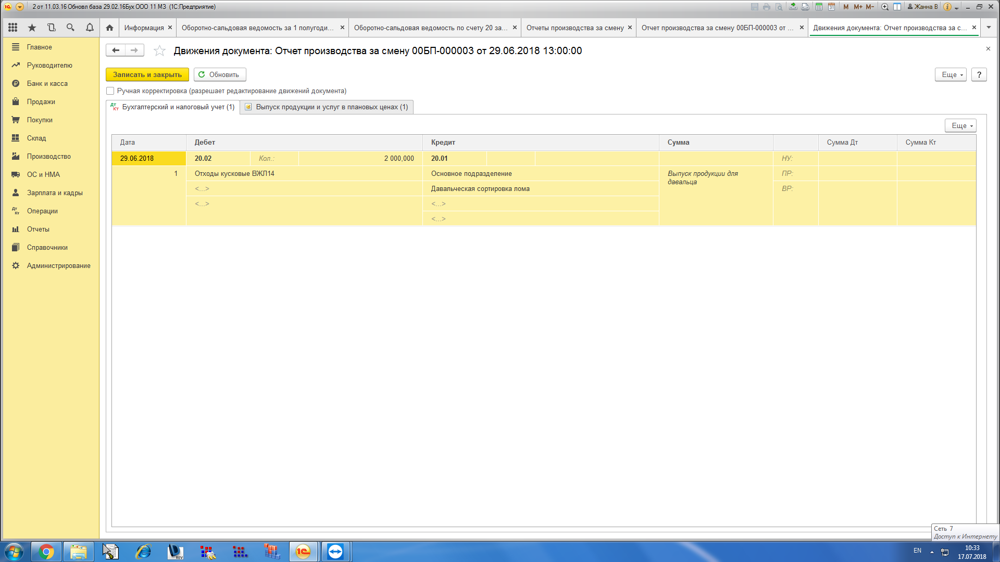 2 от 11.03.16 Обновл база 29.02.16Бух ООО 11 МЗ (1С:Предприятие)
M M+ M- Жанна В
Информация
Оборотно-сальдовая ведомость за 1 полугоди...
Оборотно-сальдовая ведомость по счету 20 за...
Отчеты производства за смену
Отчет производства за смену 00БП-000003 от ...
Движения документа: Отчет производства за с...
Главное
Руководителю
Банк и касса
Продажи
Покупки
Склад
Производство
ОС и НМА
Зарплата и кадры
Операции
Отчеты
Справочники
Администрирование
Движения документа: Отчет производства за смену 00БП-000003 от 29.06.2018 13:00:00
Записать и закрыть Обновить Еще ?
Ручная корректировка (разрешает редактирование движений документа)
Дт Кт Бухгалтерский и налоговый учет (1) Выпуск продукции и услуг в плановых ценах (1)
Еще
Дата Дебет Кредит Сумма Сумма Дт Сумма Кт
29.06.2018 20.02 Кол.: 2 000,000 20.01 НУ:
1 Отходы кусковые ВЖЛ14 Основное подразделение Выпуск продукции для ПР:
давальца
<...> Давальческая сортировка лома ВР:
<...> <...>
<...>
Сеть 7
Доступ к Интернету
REV
EN
10:33
17.07.2018